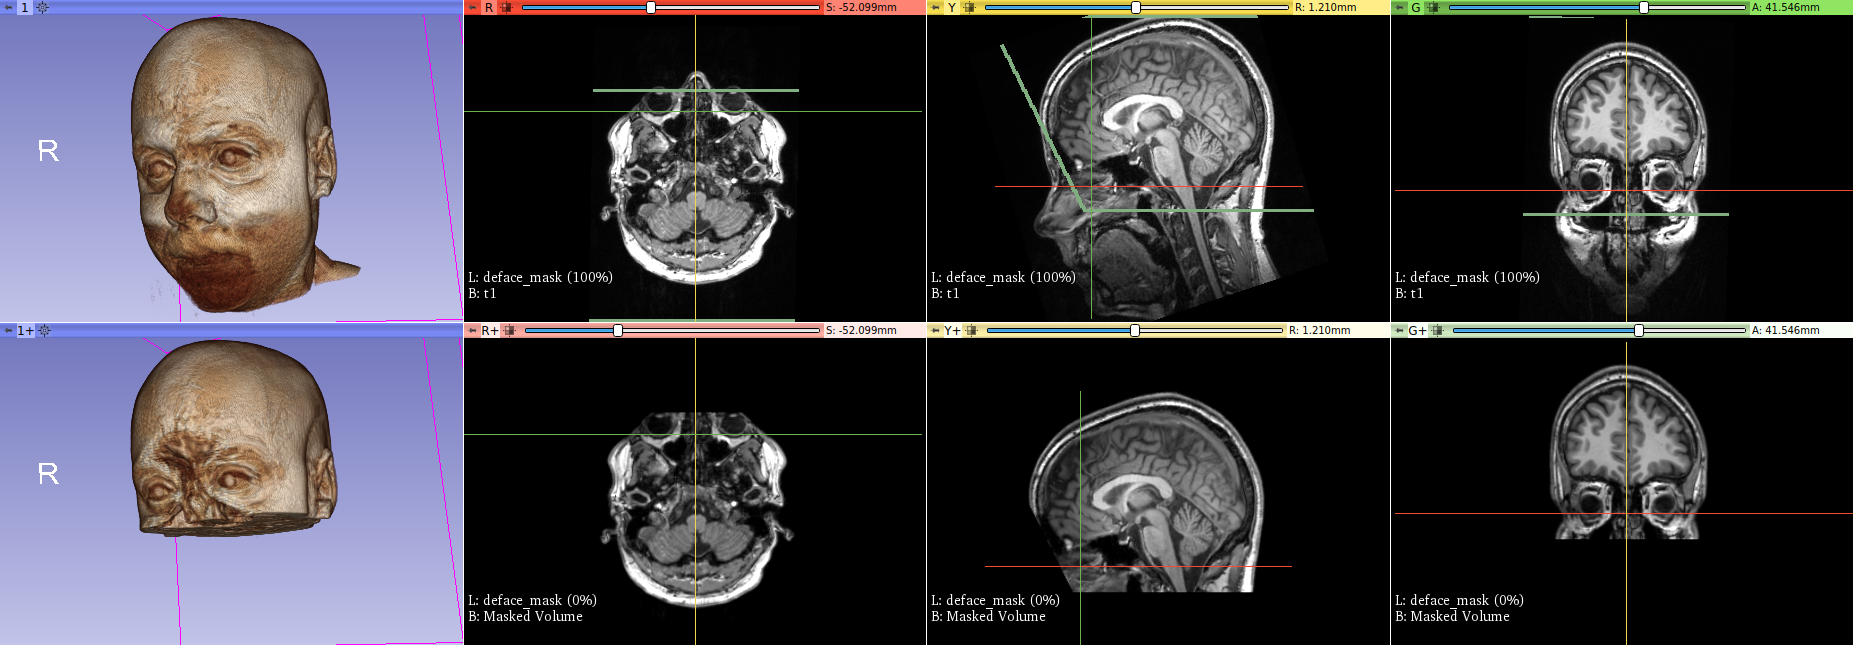 1
R
S: -52.099mm
Y
R: 1.210mm
G
A: 41.546mm
R
L: deface_mask (100%)
B: t1
L: deface_mask (100%)
B: t1
L: deface_mask (100%)
B: t1
1+
R+
S: -52.099mm
Y+
R: 1.210mm
G+
A: 41.546mm
R
L: deface_mask (0%)
B: Masked Volume
L: deface_mask (0%)
B: Masked Volume
L: deface_mask (0%)
B: Masked Volume